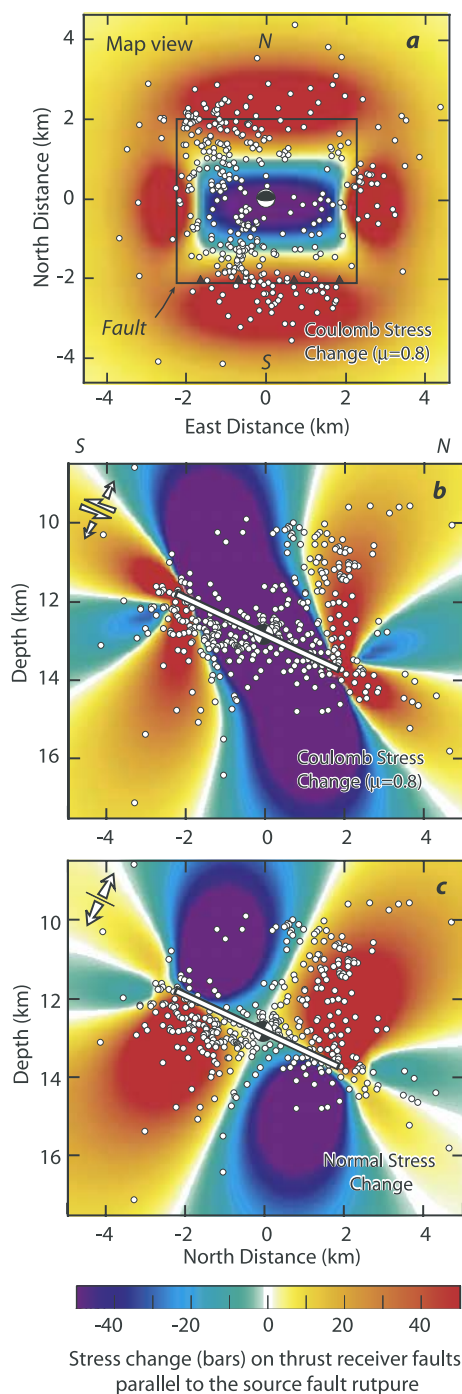 Map view
N
a
4
2
0
-2
-4
North Distance (km)
Fault
Coulomb Stress
Change (μ=0.8)
S
-4 -2 0 2 4
East Distance (km)
S N
b
10
12
14
16
Depth (km)
Coulomb Stress
Change (μ=0.8)
-4 -2 0 2 4
c
10
12
14
16
Depth (km)
Normal Stress
Change
-4 -2 0 2 4
North Distance (km)
-40 -20 0 20 40
Stress change (bars) on thrust receiver faults
parallel to the source fault rutpure